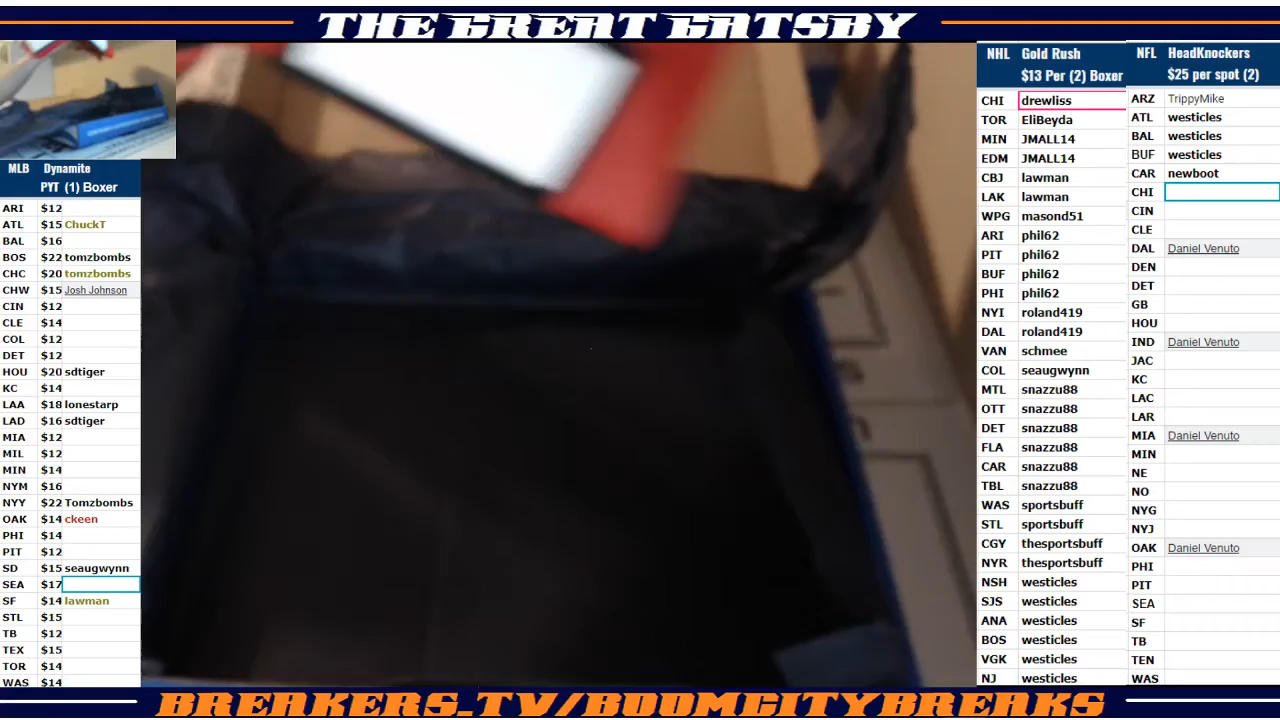 THE GREAT GATSBY
MLB Dynamite
PYT (1) Boxer
ARI $12
ATL $15 ChuckT
BAL $16
BOS $22 tomzbombs
CHC $20 tomzbombs
CHW $15 Josh Johnson
CIN $12
CLE $14
COL $12
DET $12
HOU $20 sdtiger
KC $14
LAA $18 lonestarp
LAD $16 sdtiger
MIA $12
MIL $12
MIN $14
NYM $16
NYY $22 Tomzbombs
OAK $14 ckeen
PHI $14
PIT $12
SD $15 seaugwynn
SEA $17
SF $14 lawman
STL $15
TB $12
TEX $15
TOR $14
WAS $14
NHL Gold Rush
$13 Per (2) Boxer
CHI drewliss
TOR EliBeyda
MIN JMALL14
EDM JMALL14
CBJ lawman
LAK lawman
WPG masond51
ARI phil62
PIT phil62
BUF phil62
PHI phil62
NYI roland419
DAL roland419
VAN schmee
COL seaugwynn
MTL snazzu88
OTT snazzu88
DET snazzu88
FLA snazzu88
CAR snazzu88
TBL snazzu88
WAS sportsbuff
STL sportsbuff
CGY thesportsbuff
NYR thesportsbuff
NSH westicles
SJS westicles
ANA westicles
BOS westicles
VGK westicles
NJ westicles
NFL HeadKnockers
$25 per spot (2)
ARZ TrippyMike
ATL westicles
BAL westicles
BUF westicles
CAR newboot
CHI
CIN
CLE
DAL Daniel Venuto
DEN
DET
GB
HOU
IND Daniel Venuto
JAC
KC
LAC
LAR
MIA Daniel Venuto
MIN
NE
NO
NYG
NYJ
OAK Daniel Venuto
PHI
PIT
SEA
SF
TB
TEN
WAS
BREAKERS.TV/BOOMCITYBREAKS